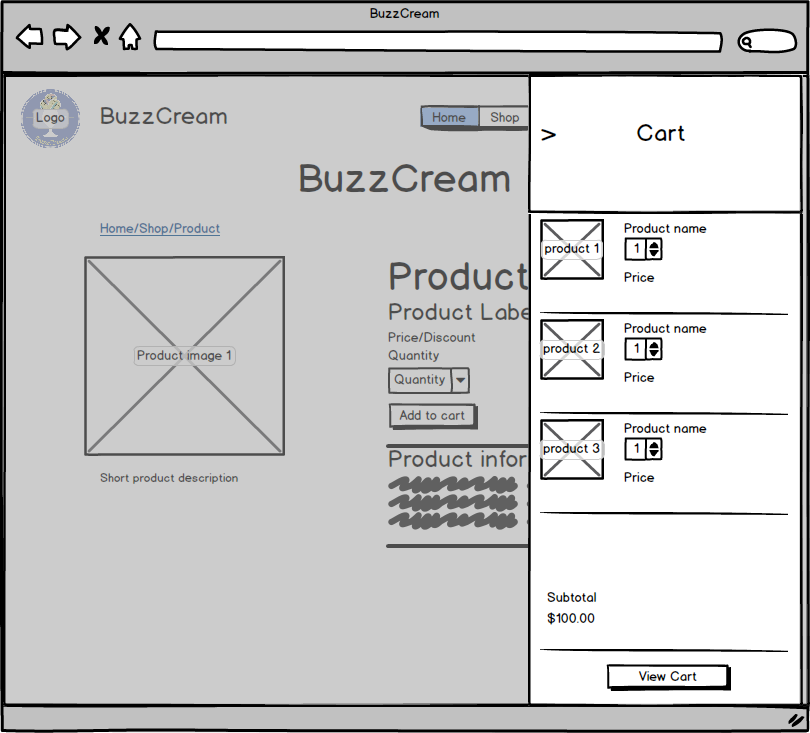 BuzzCream
Logo
BuzzCream
Home
Shop
BuzzCream
Home/Shop/Product
Product image 1
Short product description
Product
Product Labe
Price/Discount
Quantity
Quantity
Add to cart
Product infor
>
Cart
product 1
Product name
1
Price
product 2
Product name
1
Price
product 3
Product name
1
Price
Subtotal
$100.00
View Cart